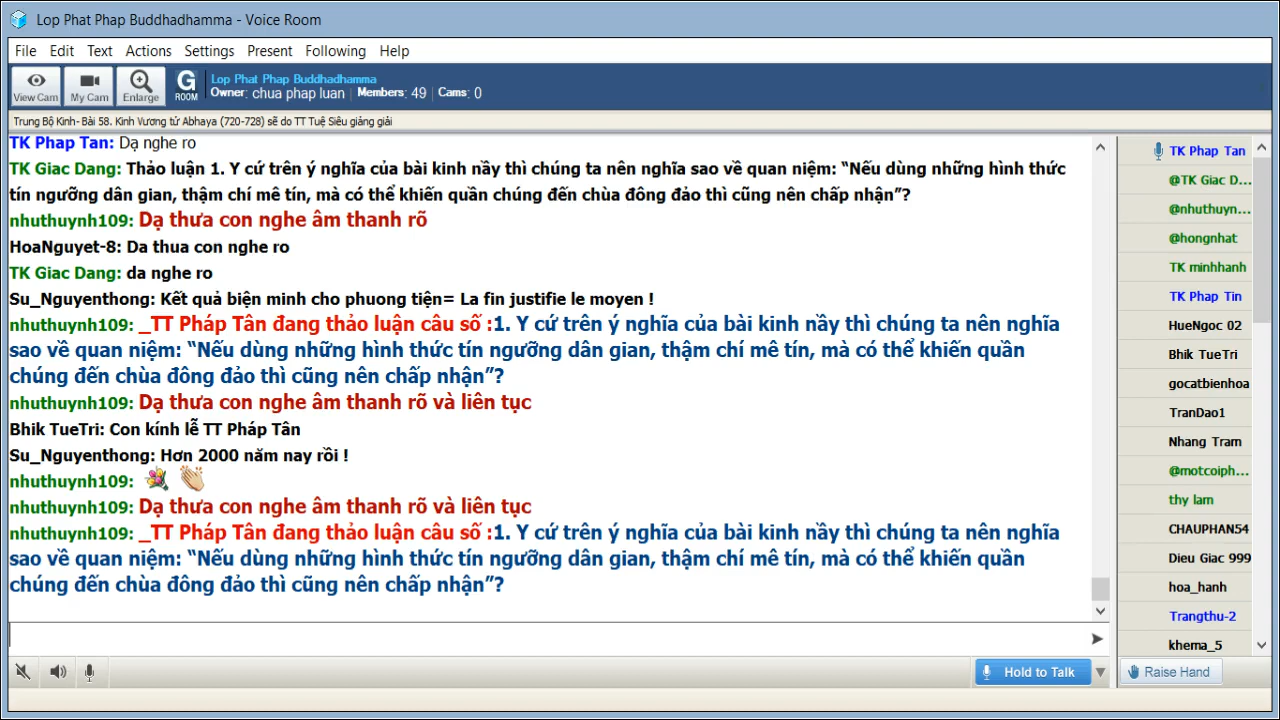 Lop Phat Phap Buddhadhamma - Voice Room
File Edit Text Actions Settings Present Following Help
View Cam My Cam Enlarge G ROOM
Lop Phat Phap Buddhadhamma
Owner: chua phap luan Members: 49 Cams: 0
Trung Bộ Kinh- Bài 58. Kinh Vương tử Abhaya (720-728) sẽ do TT Tuệ Siêu giảng giải
TK Phap Tan: Dạ nghe ro
TK Giac Dang: Thảo luận 1. Y cứ trên ý nghĩa của bài kinh nầy thì chúng ta nên nghĩa sao về quan niệm: “Nếu dùng những hình thức
tín ngưỡng dân gian, thậm chí mê tín, mà có thể khiến quần chúng đến chùa đông đảo thì cũng nên chấp nhận”?
nhuthuynh109: Dạ thưa con nghe âm thanh rõ
HoaNguyet-8: Da thua con nghe ro
TK Giac Dang: da nghe ro
Su_Nguyenthong: Kết quả biện minh cho phuong tiện= La fin justifie le moyen !
nhuthuynh109: _TT Pháp Tân đang thảo luận câu số :1. Y cứ trên ý nghĩa của bài kinh nầy thì chúng ta nên nghĩa
sao về quan niệm: “Nếu dùng những hình thức tín ngưỡng dân gian, thậm chí mê tín, mà có thể khiến quần
chúng đến chùa đông đảo thì cũng nên chấp nhận”?
nhuthuynh109: Dạ thưa con nghe âm thanh rõ và liên tục
Bhik TueTri: Con kính lễ TT Pháp Tân
Su_Nguyenthong: Hơn 2000 năm nay rồi !
nhuthuynh109:
nhuthuynh109: Dạ thưa con nghe âm thanh rõ và liên tục
nhuthuynh109: _TT Pháp Tân đang thảo luận câu số :1. Y cứ trên ý nghĩa của bài kinh nầy thì chúng ta nên nghĩa
sao về quan niệm: “Nếu dùng những hình thức tín ngưỡng dân gian, thậm chí mê tín, mà có thể khiến quần
chúng đến chùa đông đảo thì cũng nên chấp nhận”?
TK Phap Tan
@TK Giac D...
@nhuthuyn...
@hongnhat
TK minhhanh
TK Phap Tin
HueNgoc 02
Bhik TueTri
gocatbienhoa
TranDao1
Nhang Tram
@motcoiph...
thy lam
CHAUPHAN54
Dieu Giac 999
hoa_hanh
Trangthu-2
khema_5
Hold to Talk
Raise Hand